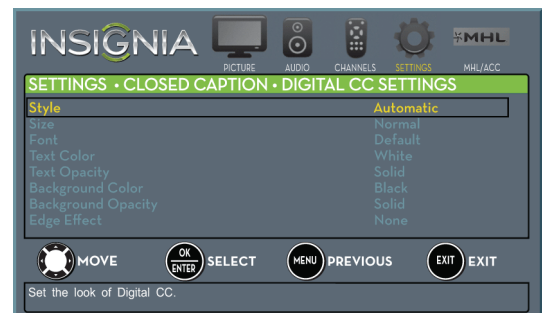 INSIGNIA
PICTURE AUDIO CHANNELS SETTINGS MHL/ACC
MHL
SETTINGS • CLOSED CAPTION • DIGITAL CC SETTINGS
Style Automatic
Size Normal
Font Default
Text Color White
Text Opacity Solid
Background Color Black
Background Opacity Solid
Edge Effect None
MOVE OK ENTER SELECT MENU PREVIOUS EXIT EXIT
Set the look of Digital CC.